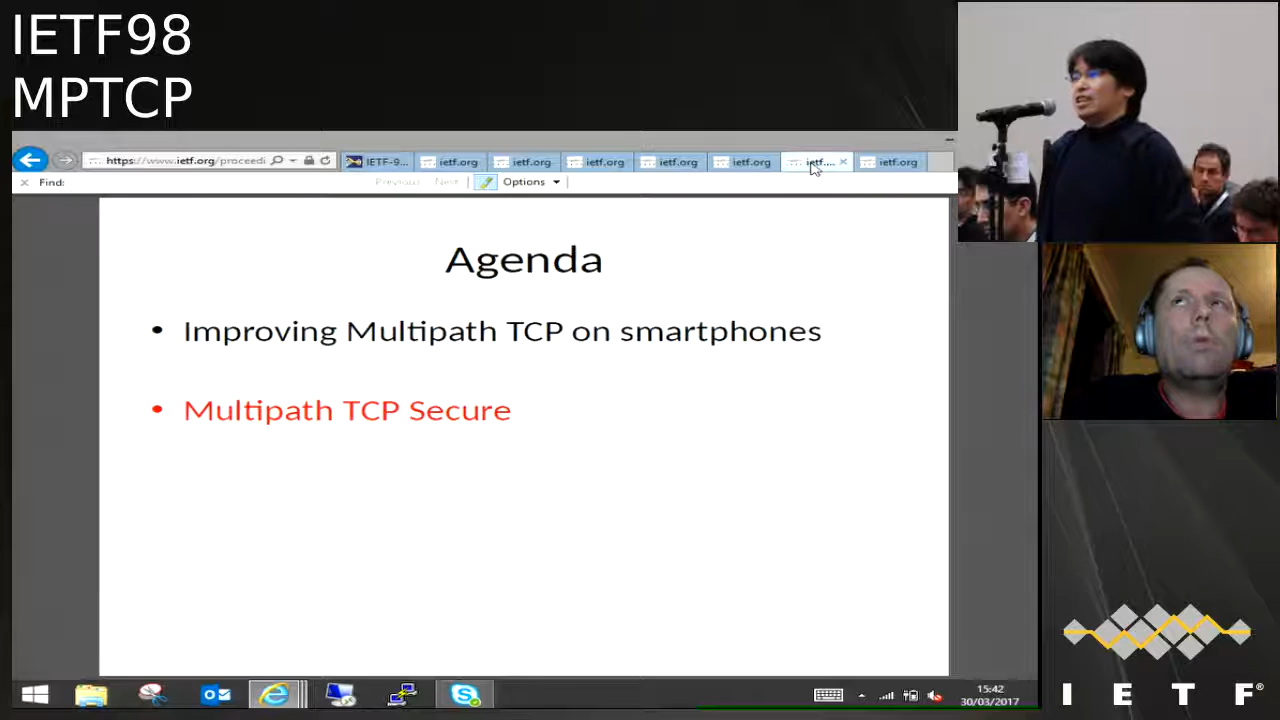 IETF98
MPTCP
https://www.ietf.org/proceedi
IETF-9...
ietf.org
ietf.org
ietf.org
ietf.org
ietf.org
ietf....
ietf.org
Find:
Previous
Next
Options
Agenda
• Improving Multipath TCP on smartphones
• Multipath TCP Secure
15:42
30/03/2017
I E T F®